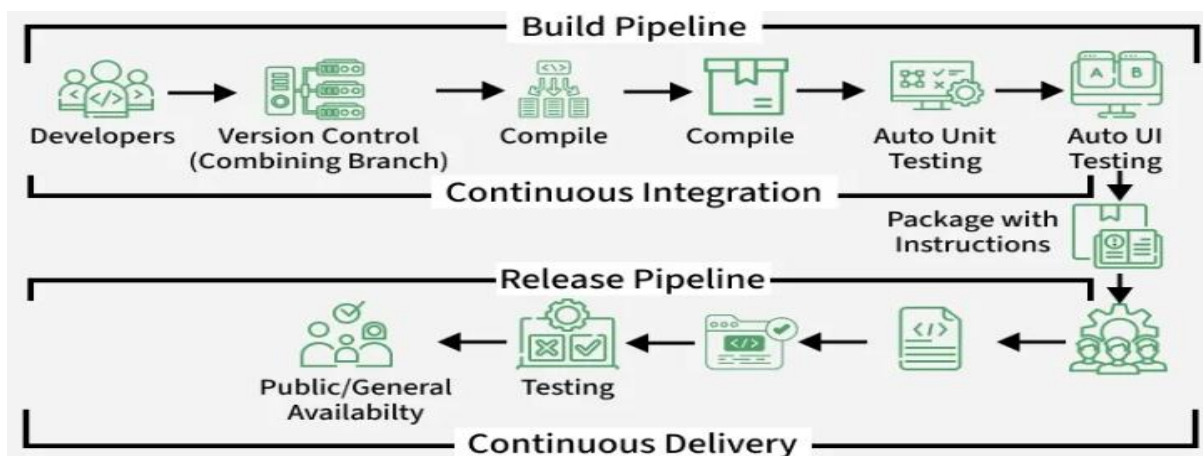 Build Pipeline
Developers
Version Control
(Combining Branch)
Compile
Compile
Auto Unit
Testing
Auto UI
Testing
A B
Continuous Integration
Package with
Instructions
Release Pipeline
Public/General
Availabilty
Testing
Continuous Delivery